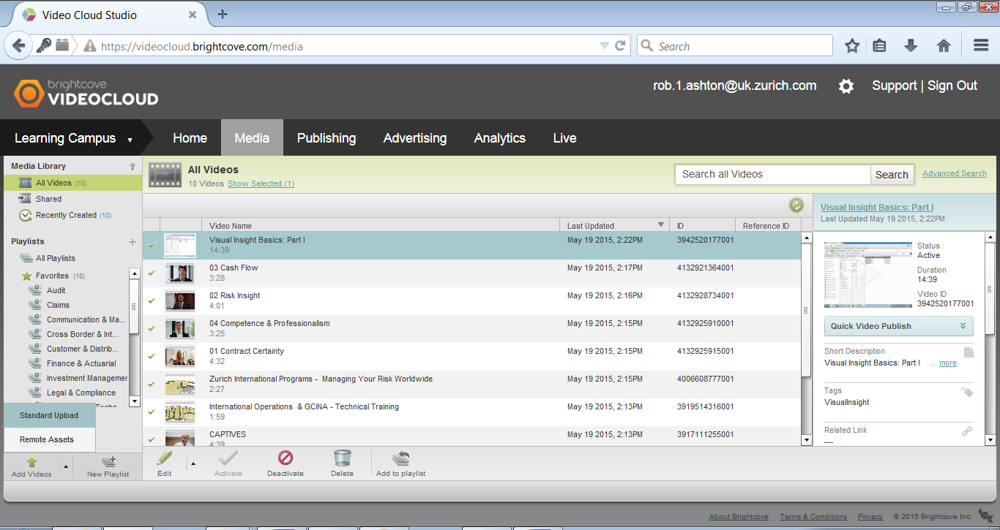 Video Cloud Studio
https://videocloud.brightcove.com/media
Search
brightcove
VIDEOCLOUD
rob.1.ashton@uk.zurich.com
Support | Sign Out
Learning Campus
Home
Media
Publishing
Advertising
Analytics
Live
Media Library
All Videos (10)
Shared
Recently Created (10)
Playlists
All Playlists
Favorites (18)
Audit
Claims
Communication & Ma...
Cross Border & Int...
Customer & Distrib...
Finance & Actuarial
Investment Managemer
Legal & Compliance
Standard Upload
Remote Assets
Add Videos
New Playlist
All Videos
10 Videos Show Selected (1)
Search all Videos
Search
Advanced Search
Video Name Last Updated ID Reference ID
Visual Insight Basics: Part I May 19 2015, 2:22PM 3942520177001
14:39
03 Cash Flow May 19 2015, 2:17PM 4132921364001
3:28
02 Risk Insight May 19 2015, 2:16PM 4132928734001
4:01
04 Competence & Professionalism May 19 2015, 2:15PM 4132925910001
3:25
01 Contract Certainty May 19 2015, 2:15PM 4132925915001
4:32
Zurich International Programs - Managing Your Risk Worldwide May 19 2015, 2:15PM 4006608777001
2:27
International Operations & GCiNA - Technical Training May 19 2015, 2:13PM 3919514316001
1:59
CAPTIVES May 19 2015, 2:13PM 3917111255001
4:39
Edit
Activate
Deactivate
Delete
Add to playlist
Visual Insight Basics: Part I
Last Updated May 19 2015, 2:22PM
Status
Active
Duration
14:39
Video ID
3942520177001
Quick Video Publish
Short Description
Visual Insight Basics: Part I ... more
Tags
VisualInsight
Related Link
---
About Brightcove
Terms & Conditions
Privacy
© 2015 Brightcove Inc.